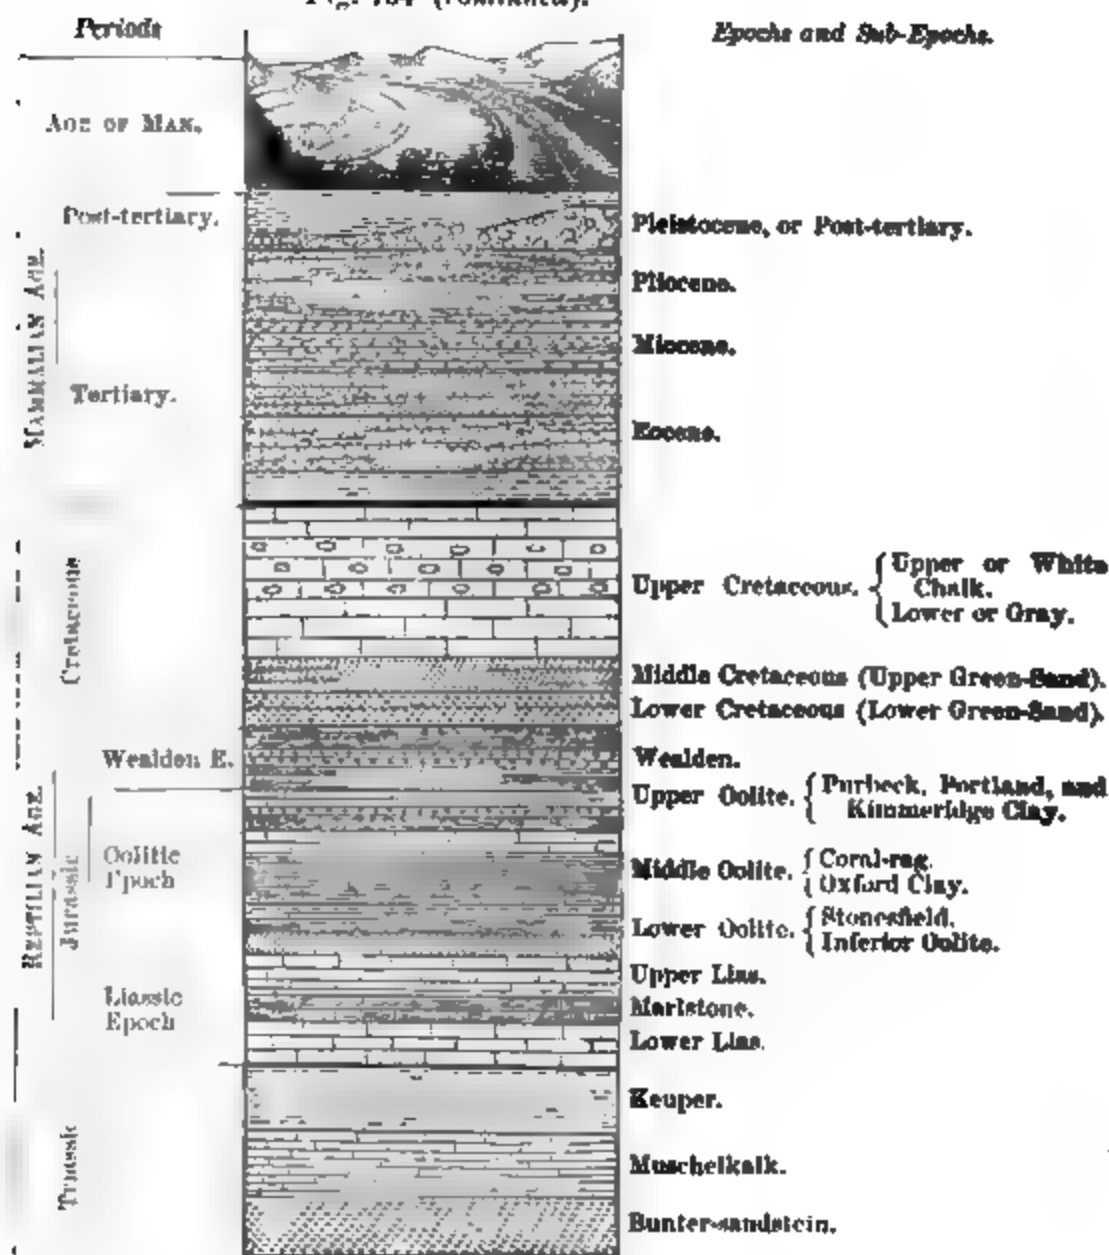 (continued).
Periods
Epochs and Sub-Epochs.
AGE OF MAN.
MAMMALIAN AGE.
Post-tertiary.
Pleistocene, or Post-tertiary.
Pliocene.
Miocene.
Tertiary.
Eocene.
REPTILIAN AGE.
Cretaceous
Upper Cretaceous. { Upper or White
Chalk.
Lower or Gray.
Middle Cretaceous (Upper Green-Sand).
Lower Cretaceous (Lower Green-Sand).
Wealden E.
Wealden.
Jurassic
Upper Oolite. { Purbeck, Portland, and
Kimmeridge Clay.
Oolitic
Epoch
Middle Oolite. { Coral-rag.
Oxford Clay.
Lower Oolite. { Stonesfield.
Inferior Oolite.
Liassic
Epoch
Upper Lias.
Marlstone.
Lower Lias.
Triassic
Keuper.
Muschelkalk.
Bunter-sandstein.